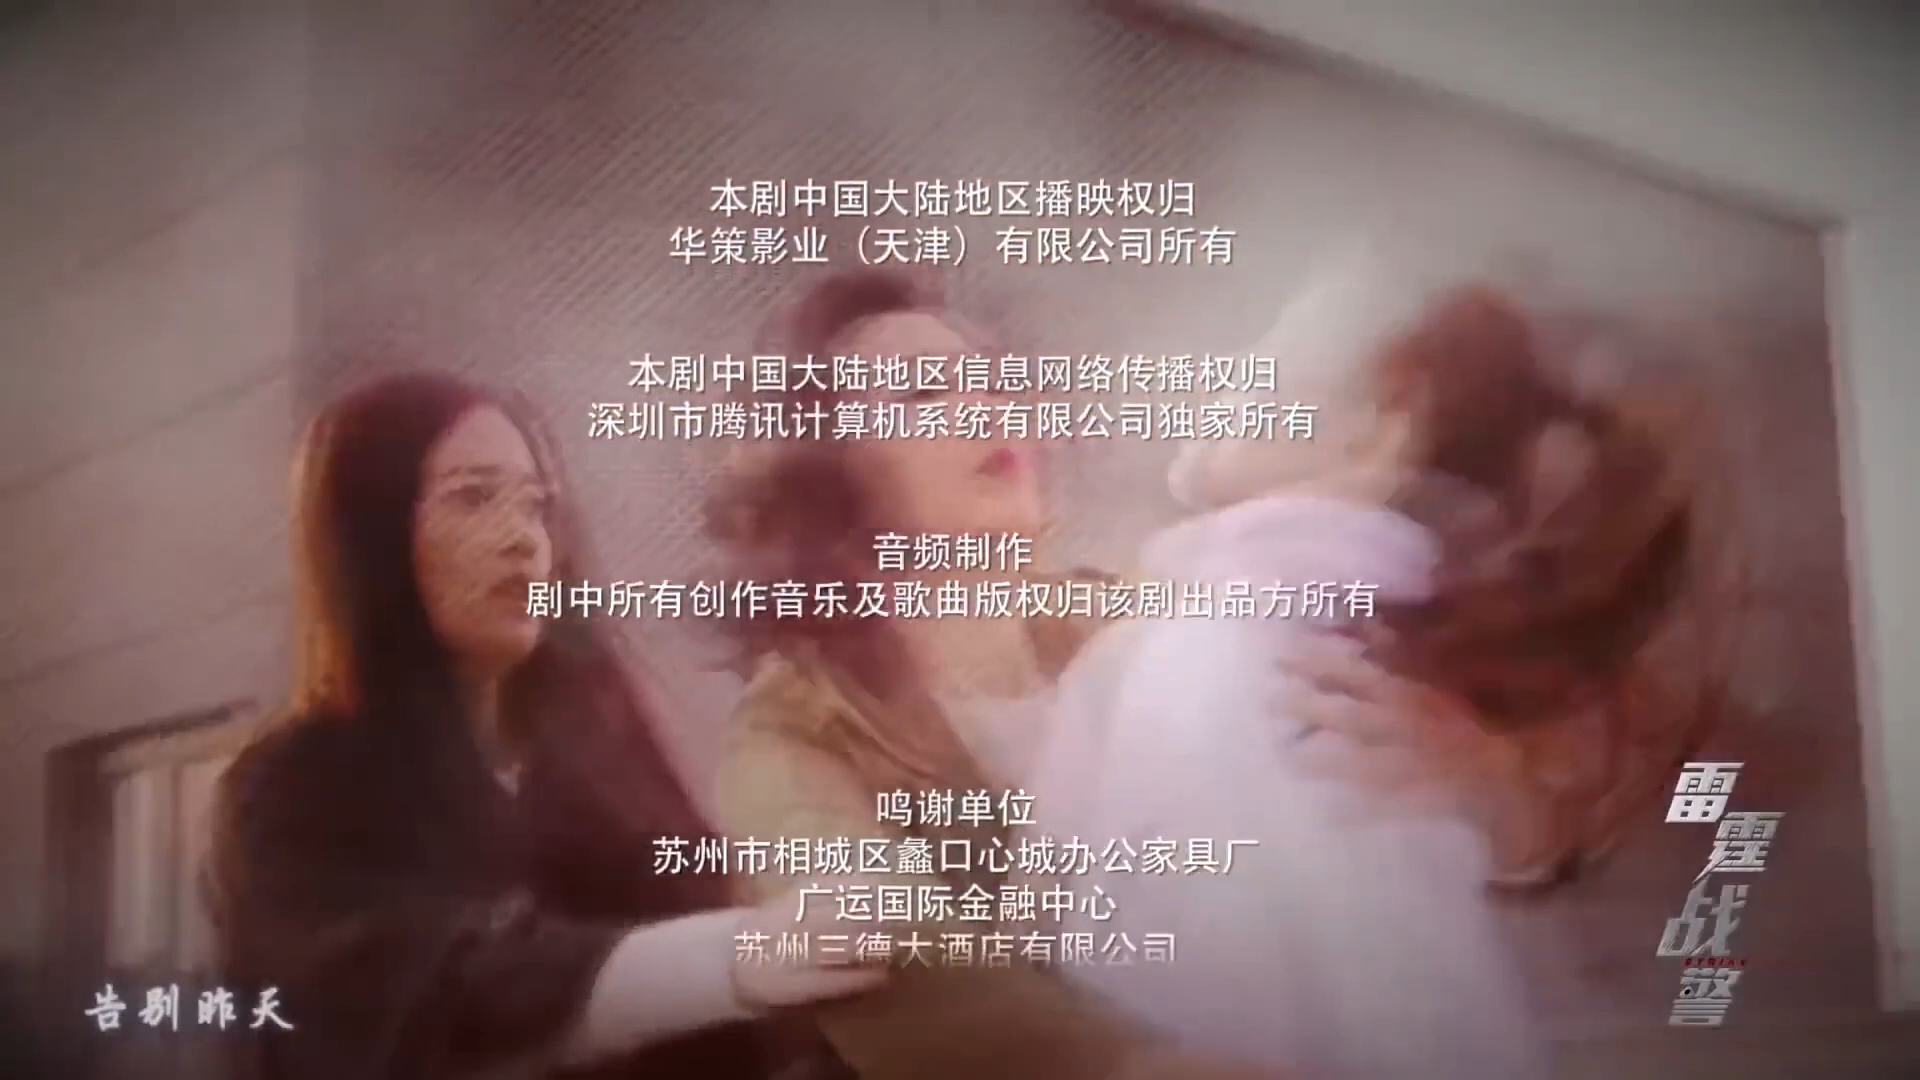 本剧中国大陆地区播映权归
华策影业（天津）有限公司所有
本剧中国大陆地区信息网络传播权归
深圳市腾讯计算机系统有限公司独家所有
音频制作
剧中所有创作音乐及歌曲版权归该剧出品方所有
鸣谢单位
苏州市相城区蠡口心城办公家具厂
广运国际金融中心
苏州三德大酒店有限公司
告别昨天
雷霆战警
STRIKE